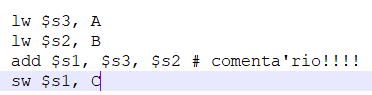 lw $s3, A
lw $s2, B
add $s1, $s3, $s2 # comenta'rio!!!!
sw $s1, C